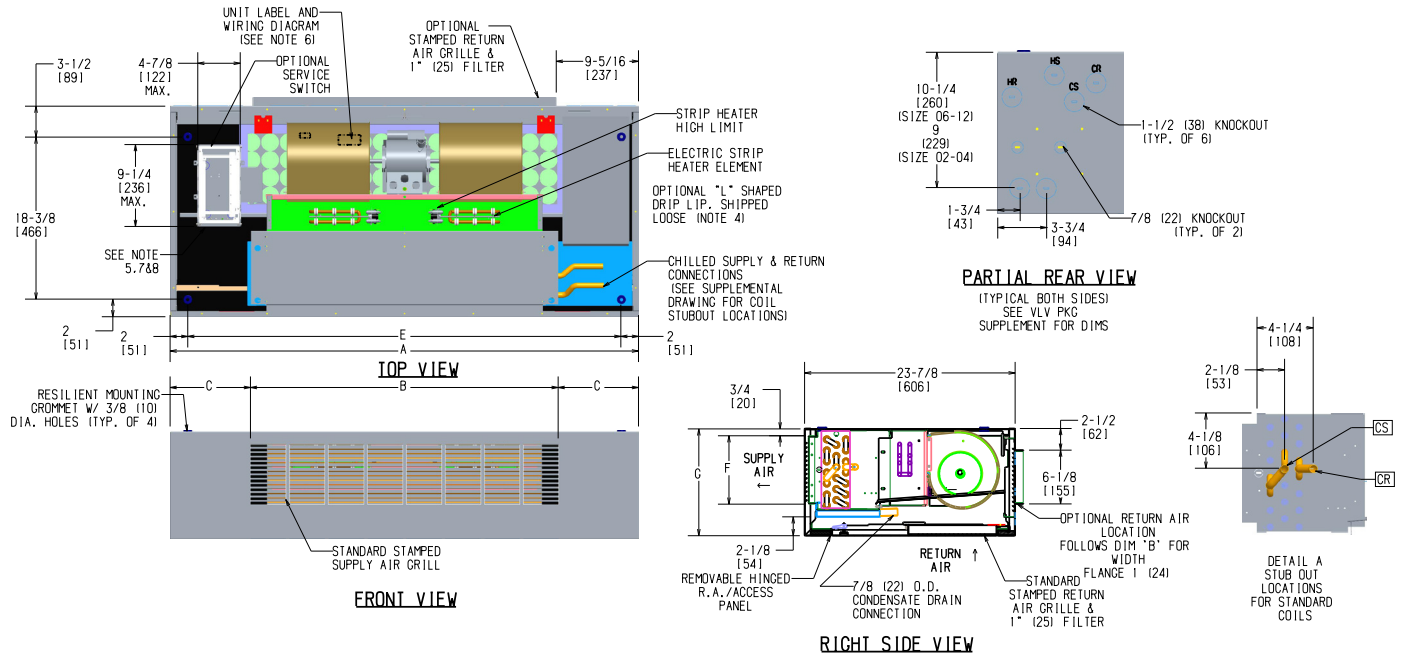 UNIT LABEL AND
WIRING DIAGRAM
(SEE NOTE 6)
OPTIONAL
SERVICE
SWITCH
OPTIONAL
STAMPED RETURN
AIR GRILLE &
1" (25) FILTER
3-1/2
[89]
4-7/8
[122]
MAX.
9-5/16
[237]
STRIP HEATER
HIGH LIMIT
ELECTRIC STRIP
HEATER ELEMENT
OPTIONAL "L" SHAPED
DRIP LIP. SHIPPED
LOOSE (NOTE 4)
9-1/4
[236]
MAX.
18-3/8
[466]
SEE NOTE
5.7&8
CHILLED SUPPLY & RETURN
CONNECTIONS
(SEE SUPPLEMENTAL
DRAWING FOR COIL
STUBOUT LOCATIONS)
2
[51]
2
[51]
E
A
2
[51]
TOP VIEW
HR
HS
CS
CR
10-1/4
[260]
(SIZE 06-12)
9
(229)
(SIZE 02-04)
1-1/2 (38) KNOCKOUT
(TYP. OF 6)
7/8 (22) KNOCKOUT
(TYP. OF 2)
1-3/4
[43]
3-3/4
[94]
PARTIAL REAR VIEW
(TYPICAL BOTH SIDES)
SEE VLV PKG
SUPPLEMENT FOR DIMS
RESILIENT MOUNTING
GROMMET W/ 3/8 (10)
DIA. HOLES (TYP. OF 4)
C
B
C
STANDARD STAMPED
SUPPLY AIR GRILL
FRONT VIEW
23-7/8
[606]
3/4
[20]
2-1/2
[62]
G
F
SUPPLY
AIR
←
6-1/8
[155]
2-1/8
[54]
RETURN
AIR ↑
OPTIONAL RETURN AIR
LOCATION
FOLLOWS DIM 'B' FOR
WIDTH
FLANGE 1 (24)
REMOVABLE HINGED
R.A./ACCESS
PANEL
7/8 (22) O.D.
CONDENSATE DRAIN
CONNECTION
STANDARD
STAMPED RETURN
AIR GRILLE &
1" (25) FILTER
RIGHT SIDE VIEW
4-1/4
[108]
2-1/8
[53]
4-1/8
[106]
CS
CR
DETAIL A
STUB OUT
LOCATIONS
FOR STANDARD
COILS